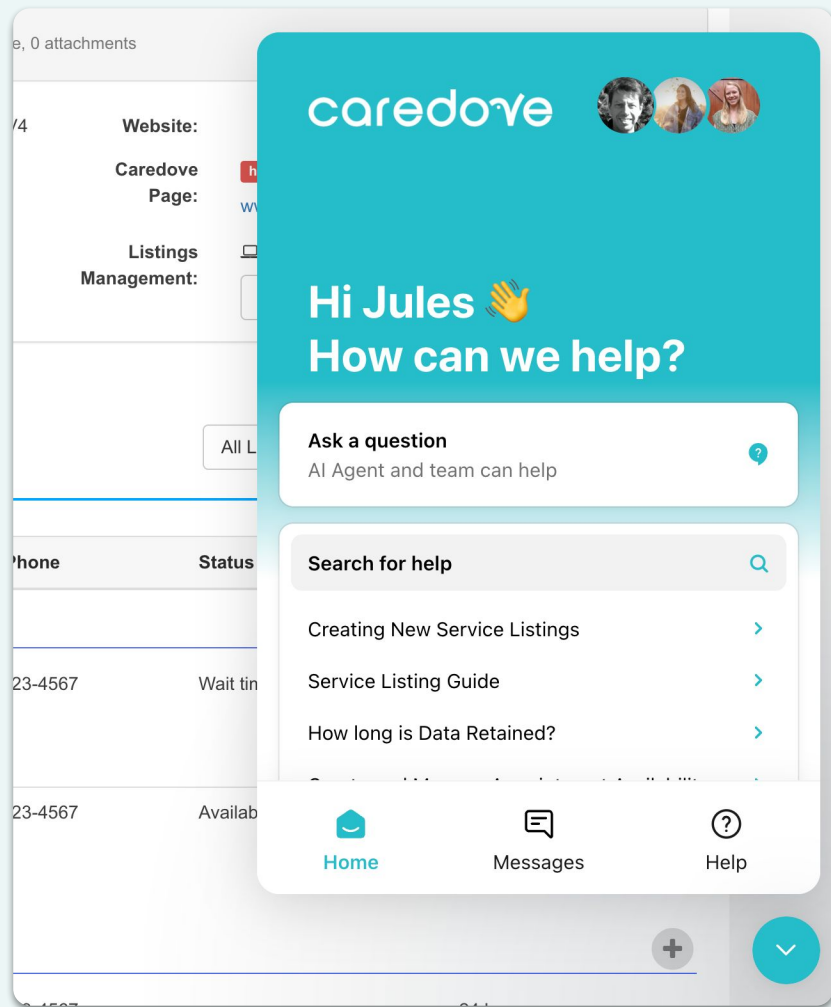 e, 0 attachments
Website:
Caredove
Page:
Listings
Management:
All L
Phone
Status
23-4567
Wait tim
23-4567
Availab
caredove
Hi Jules 👋
How can we help?
Ask a question
AI Agent and team can help
Search for help
Creating New Service Listings
Service Listing Guide
How long is Data Retained?
Home
Messages
Help